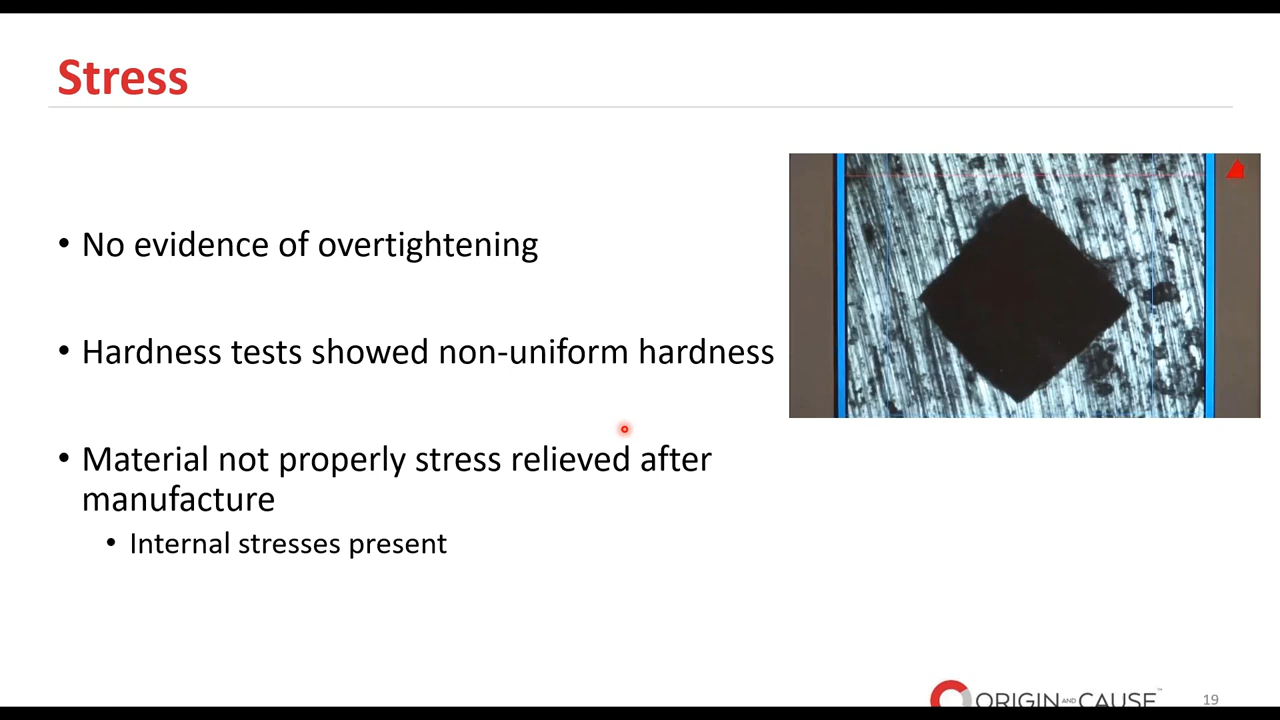 Stress
• No evidence of overtightening
• Hardness tests showed non-uniform hardness
• Material not properly stress relieved after
manufacture
• Internal stresses present
ORIGIN AND CAUSE™
19